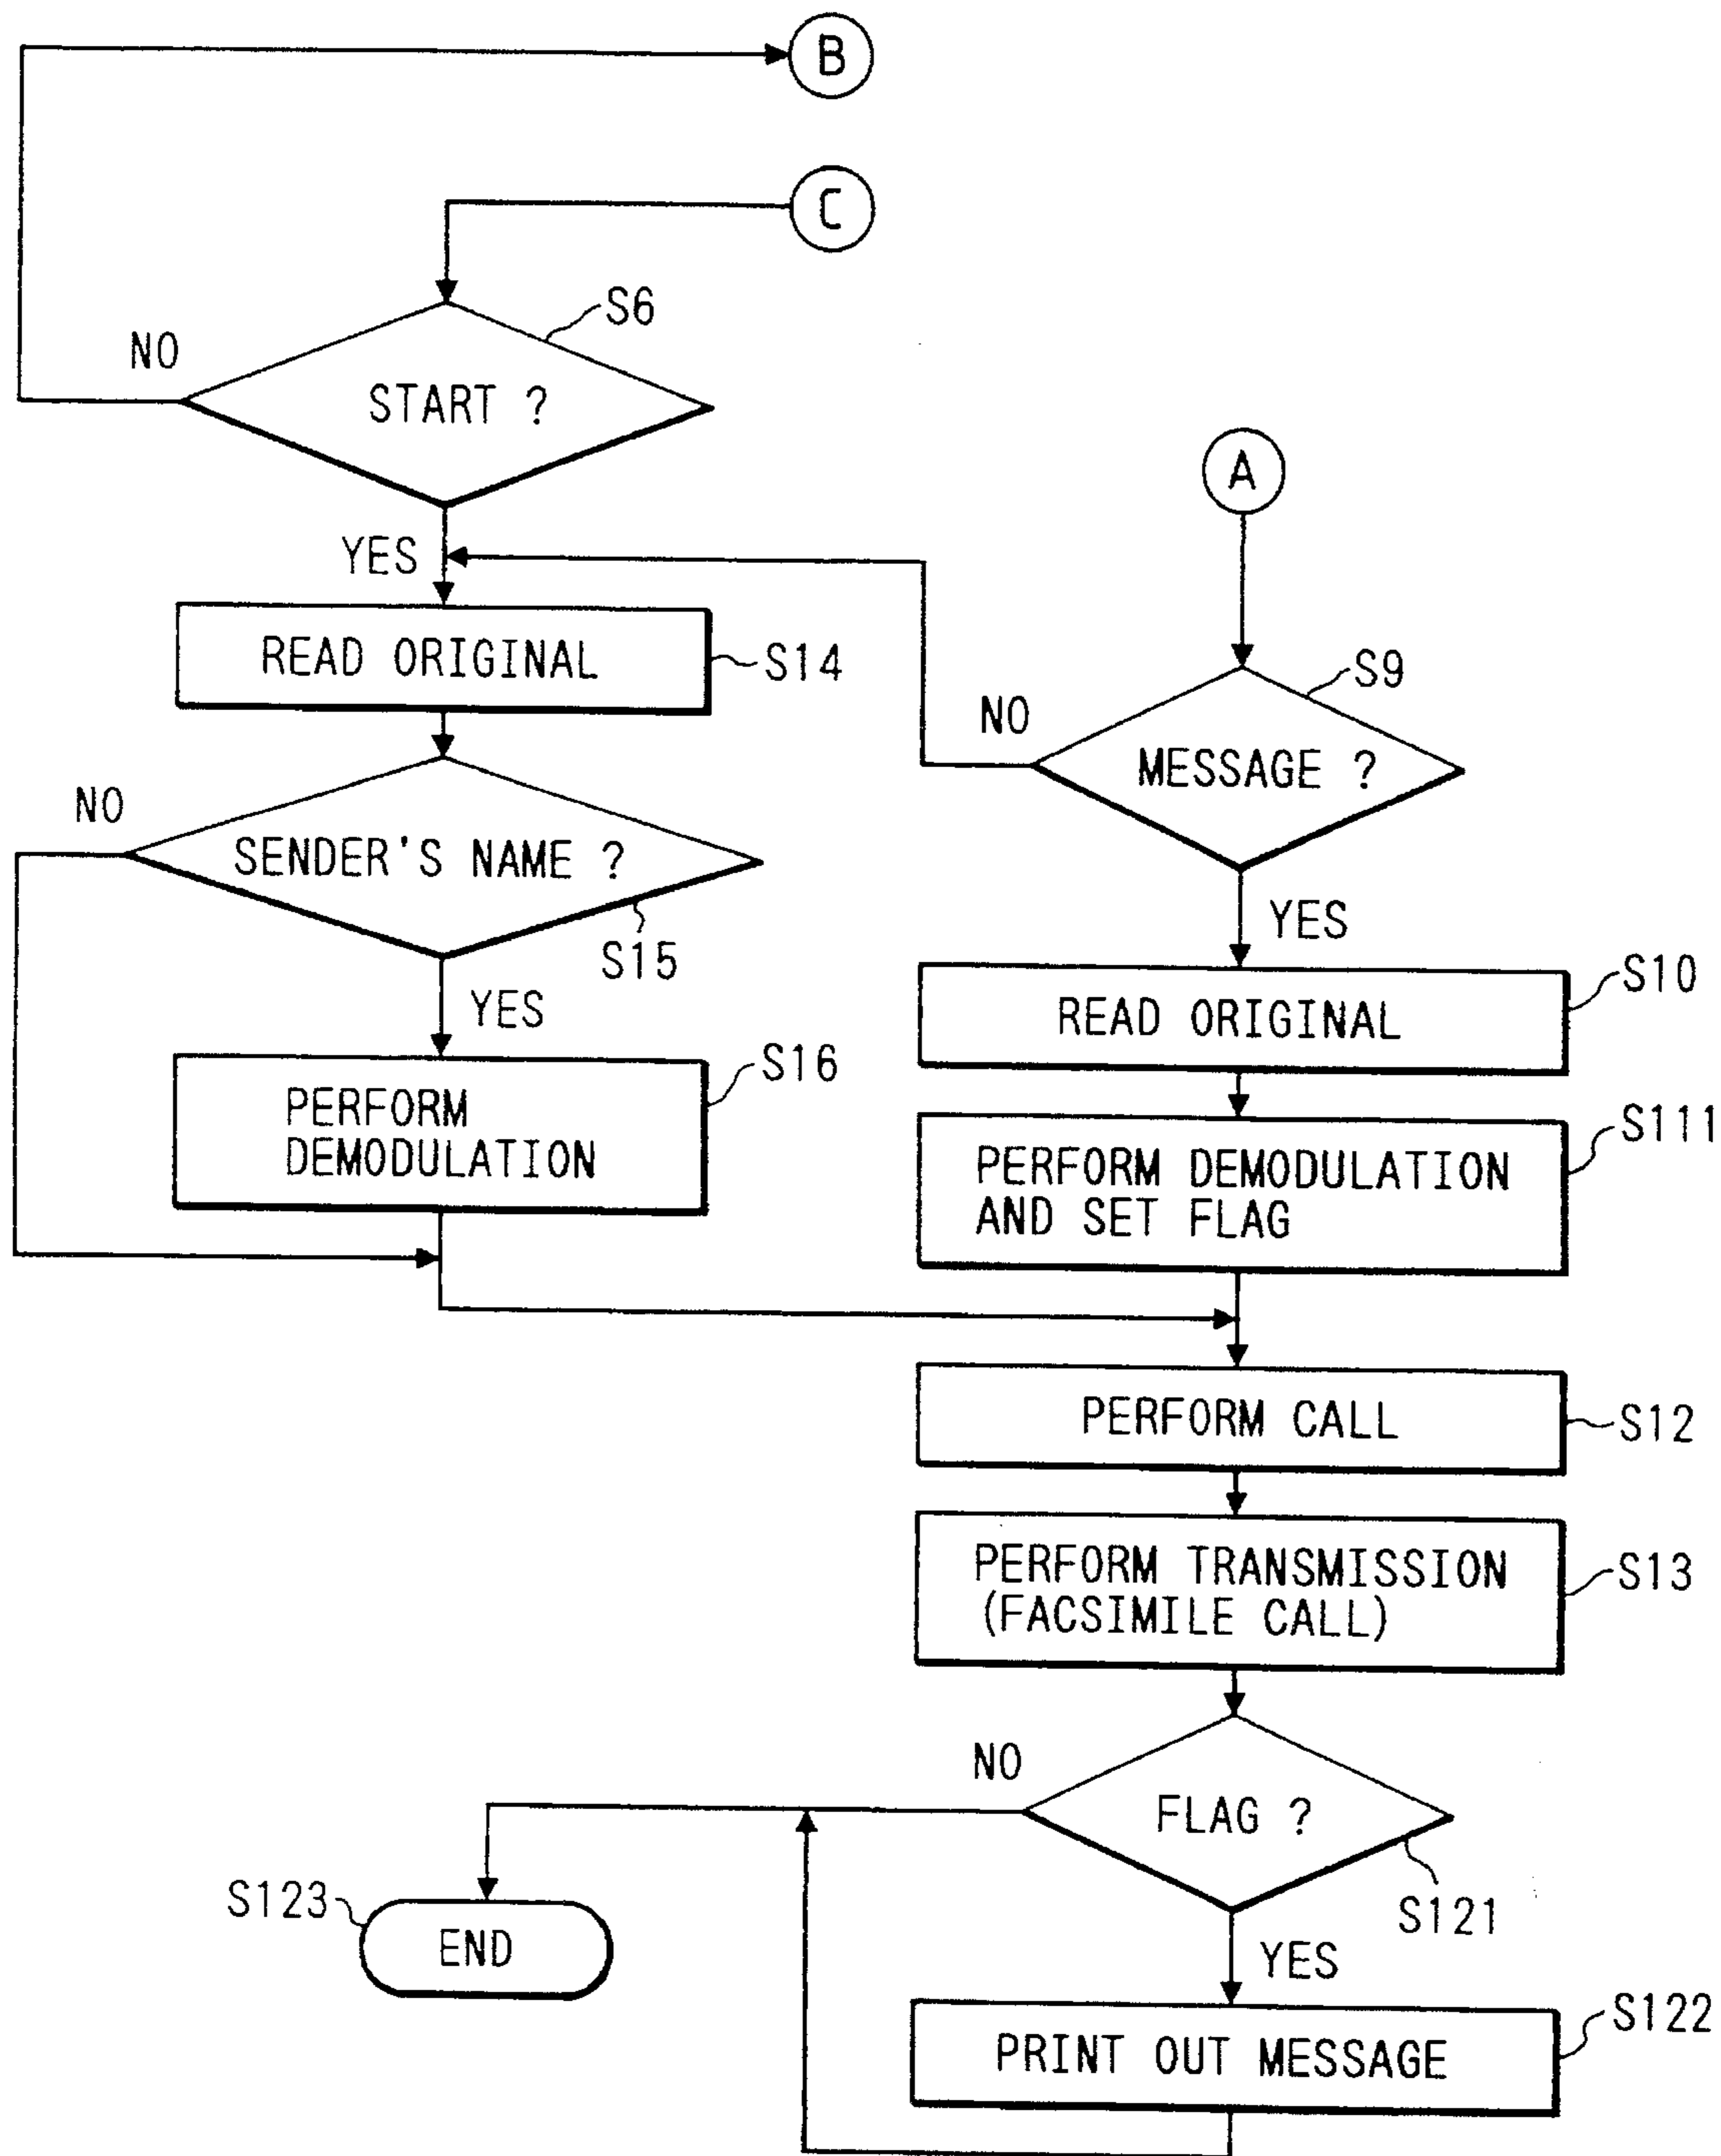 B
C
S6
NO
START ?
A
YES
READ ORIGINAL
S14
S9
NO
MESSAGE ?
NO
SENDER'S NAME ?
S15
YES
YES
S10
READ ORIGINAL
S16
PERFORM
DEMODULATION
S111
PERFORM DEMODULATION
AND SET FLAG
PERFORM CALL
S12
PERFORM TRANSMISSION
(FACSIMILE CALL)
S13
NO
FLAG ?
S121
S123
END
YES
S122
PRINT OUT MESSAGE